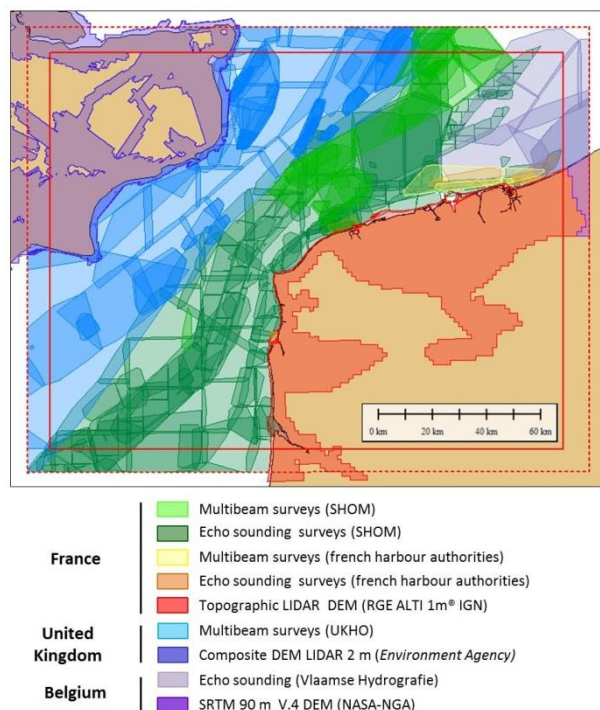 0 km 20 km 40 km 60 km
France
Multibeam surveys (SHOM)
Echo sounding surveys (SHOM)
Multibeam surveys (french harbour authorities)
Echo sounding surveys (french harbour authorities)
Topographic LIDAR DEM (RGE ALTI 1m® IGN)
United
Kingdom
Multibeam surveys (UKHO)
Composite DEM LIDAR 2 m (Environment Agency)
Belgium
Echo sounding (Vlaamse Hydrografie)
SRTM 90 m V.4 DEM (NASA-NGA)